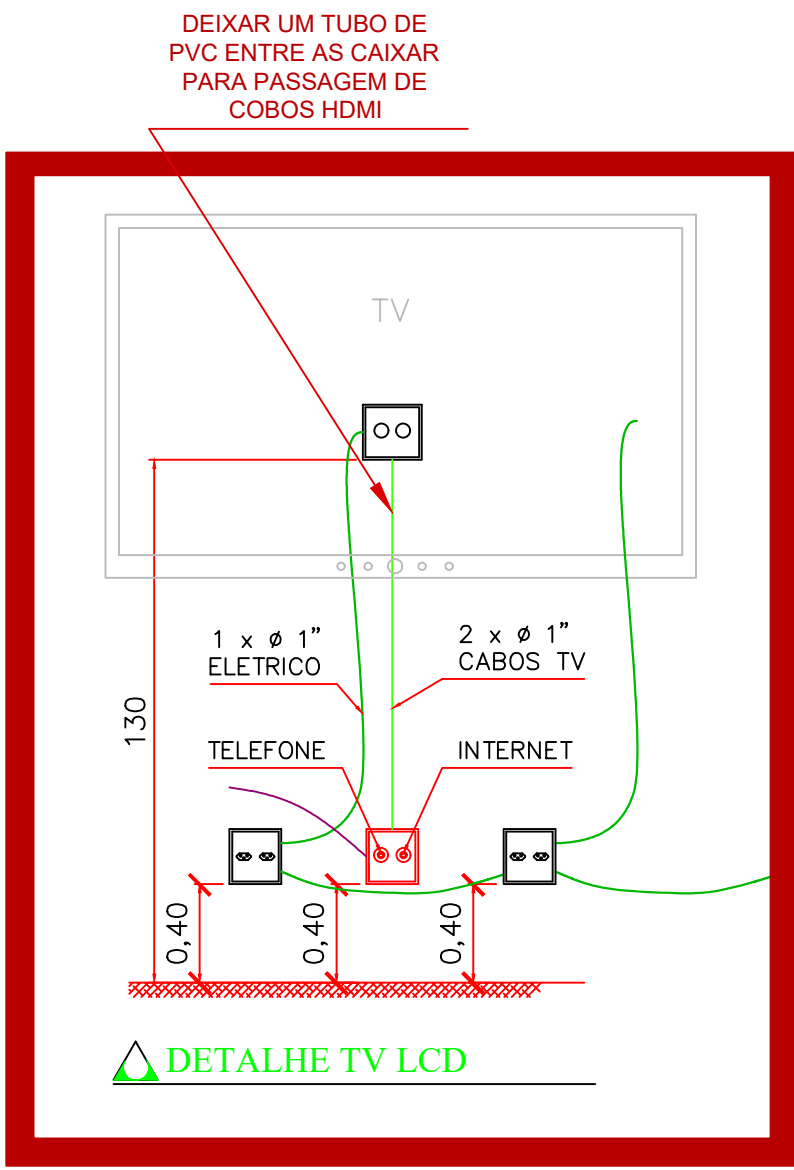 DEIXAR UM TUBO DE
PVC ENTRE AS CAIXAR
PARA PASSAGEM DE
COBOS HDMI
TV
1 x ø 1”
ELETRICO
2 x ø 1”
CABOS TV
130
TELEFONE
INTERNET
0,40
0,40
0,40
DETALHE TV LCD